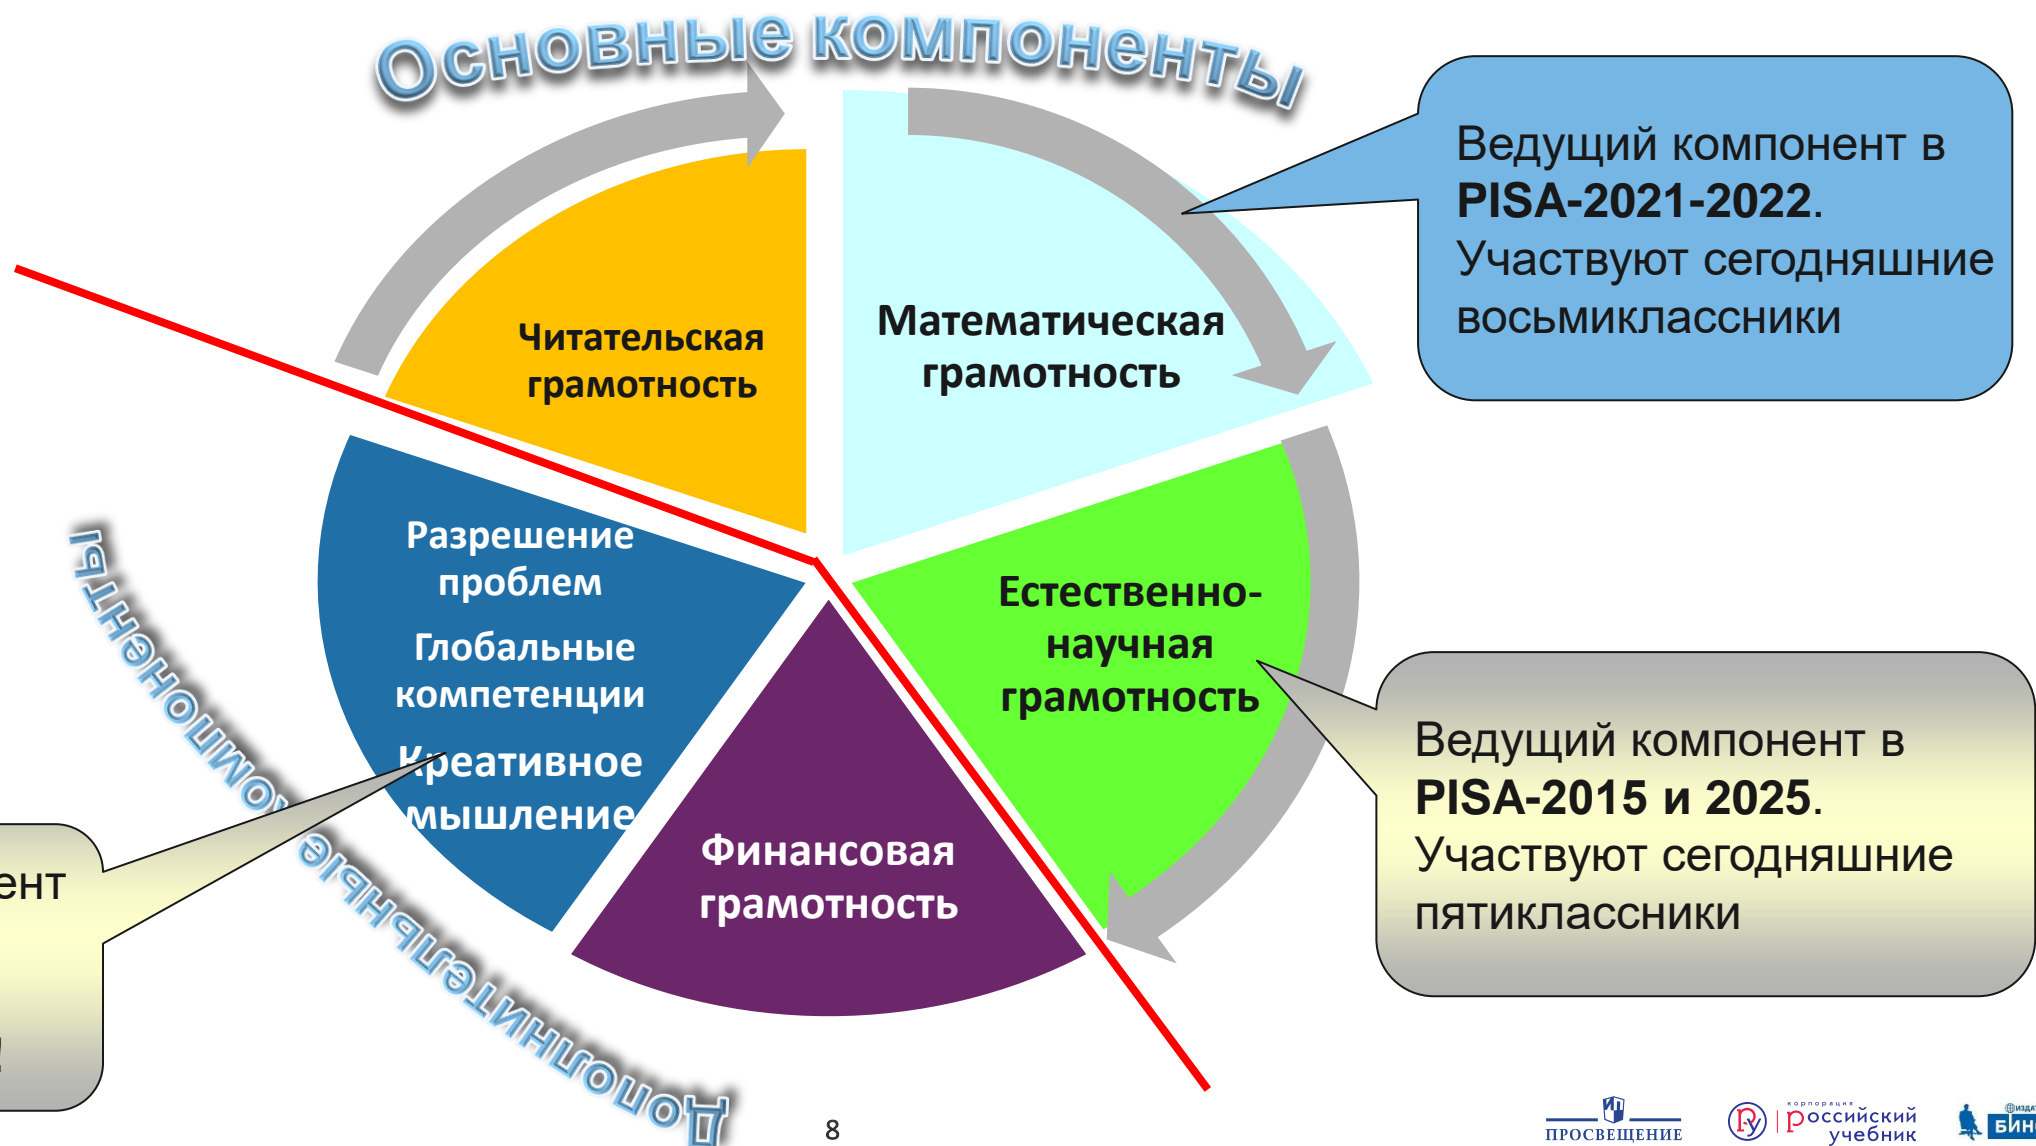 Основные компоненты
Ведущий компонент в
PISA-2021-2022.
Участвуют сегодняшние
восьмиклассники
Читательская
грамотность
Математическая
грамотность
Разрешение
проблем
Глобальные
компетенции
Креативное
мышление
Естественно-
научная
грамотность
Финансовая
грамотность
Ведущий компонент в
PISA-2015 и 2025.
Участвуют сегодняшние
пятиклассники
Дополнительные компоненты
ент
!
8
ПРОСВЕЩЕНИЕ
корпорация
российский
учебник